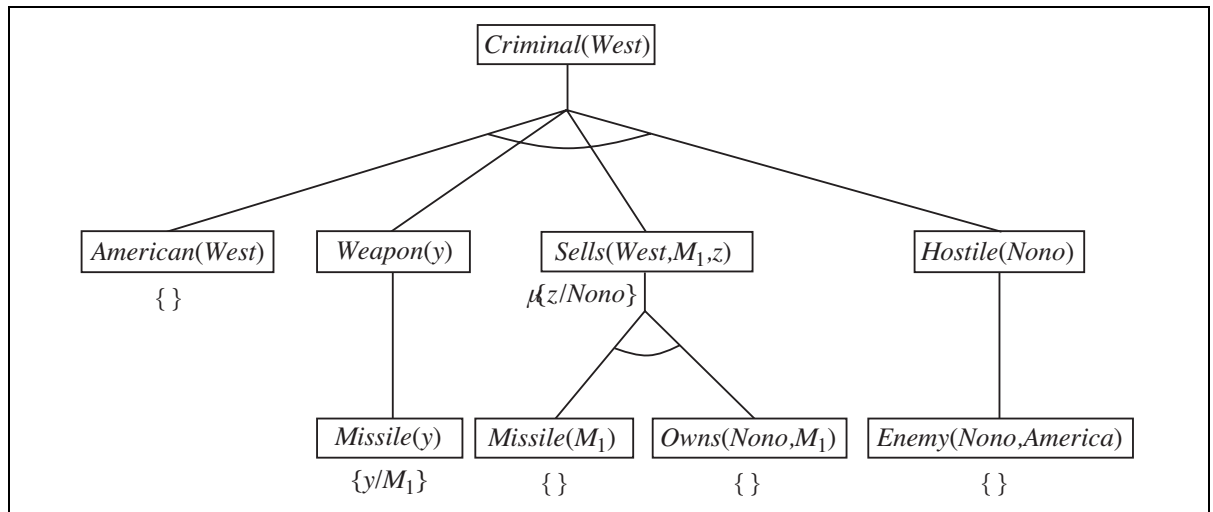 Criminal(West)
American(West) Weapon(y) Sells(West,M₁,z) Hostile(Nono)
{ } {z/Nono}
Missile(y) Missile(M₁) Owns(Nono,M₁) Enemy(Nono,America)
{y/M₁} { } { } { }